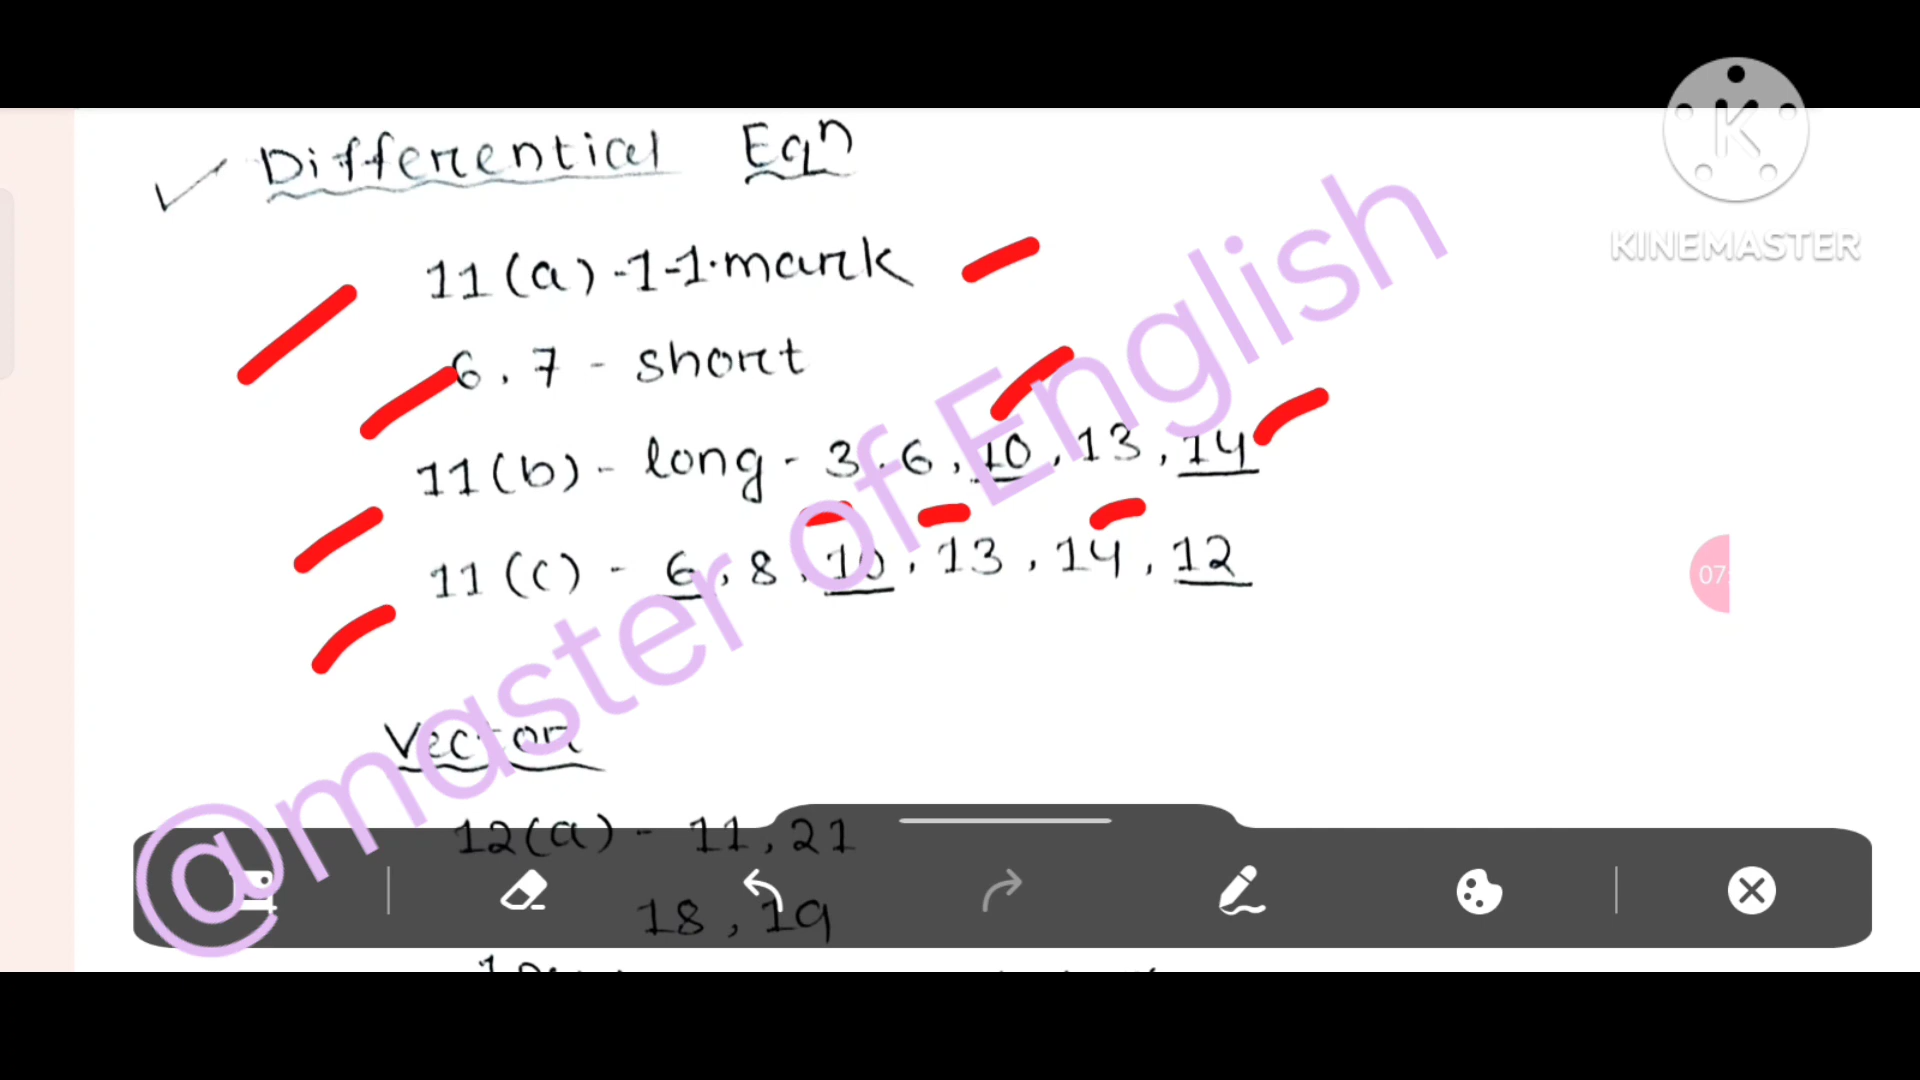 Differential Eqn
11(a)-1-1.mark
6, 7 - short
11(b) - long - 3, 6, 10, 13, 14
11(c) - 6, 8, 10, 13, 14, 12
Vector
12(a) - 11, 21
18, 19
@master of English
KINEMASTER
07